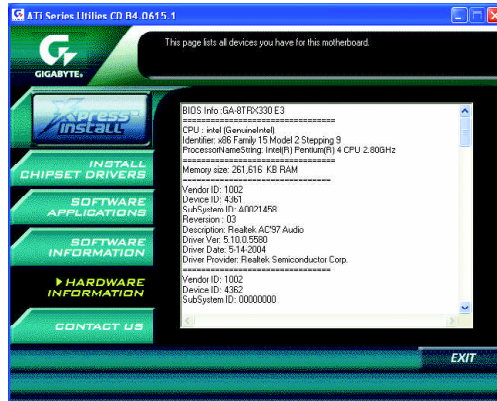 ATi Series Utilies CD B4.0615.1
This page lists all devices you have for this motherboard.
GIGABYTE
Xpress
install
INSTALL
CHIPSET DRIVERS
SOFTWARE
APPLICATIONS
SOFTWARE
INFORMATION
HARDWARE
INFORMATION
CONTACT US
BIOS Info :GA-8TRX330 E3
================================
CPU : intel (GenuineIntel)
Identifier: x86 Family 15 Model 2 Stepping 9
ProcessorNameString: Intel(R) Pentium(R) 4 CPU 2.80GHz
================================
Memory size: 261,616 KB RAM
===============================
Vendor ID: 1002
Device ID: 4361
SubSystem ID: A0021458
Reversion : 03
Description: Realtek AC'97 Audio
Driver Ver: 5.10.0.5580
Driver Date: 5-14-2004
Driver Provider: Realtek Semiconductor Corp.
===============================
Vendor ID: 1002
Device ID: 4362
SubSystem ID: 00000000
EXIT